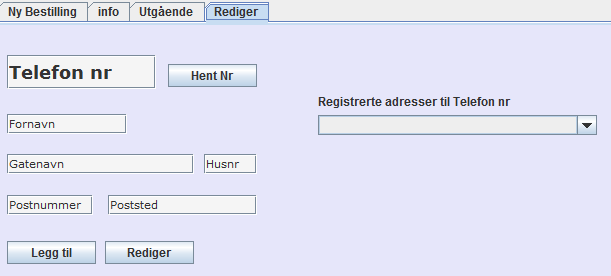 Ny Bestilling info Utgående Rediger
Telefon nr Hent Nr
Registrerte adresser til Telefon nr
Fornavn
Gatenavn Husnr
Postnummer Poststed
Legg til Rediger